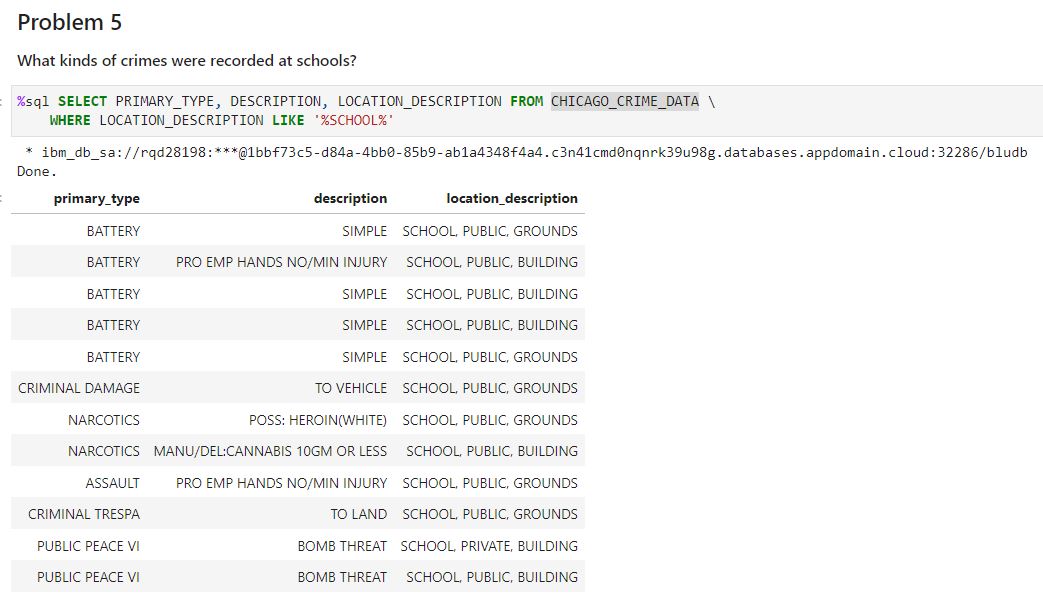 Problem 5
What kinds of crimes were recorded at schools?
%sql SELECT PRIMARY_TYPE, DESCRIPTION, LOCATION_DESCRIPTION FROM CHICAGO_CRIME_DATA \
WHERE LOCATION_DESCRIPTION LIKE '%SCHOOL%'
* ibm_db_sa://rqd28198:***@1bbf73c5-d84a-4bb0-85b9-ab1a4348f4a4.c3n41cmd0nqnrk39u98g.databases.appdomain.cloud:32286/bludb
Done.
primary_type description location_description
BATTERY SIMPLE SCHOOL, PUBLIC, GROUNDS
BATTERY PRO EMP HANDS NO/MIN INJURY SCHOOL, PUBLIC, BUILDING
BATTERY SIMPLE SCHOOL, PUBLIC, BUILDING
BATTERY SIMPLE SCHOOL, PUBLIC, BUILDING
BATTERY SIMPLE SCHOOL, PUBLIC, GROUNDS
CRIMINAL DAMAGE TO VEHICLE SCHOOL, PUBLIC, GROUNDS
NARCOTICS POSS: HEROIN(WHITE) SCHOOL, PUBLIC, GROUNDS
NARCOTICS MANU/DEL:CANNABIS 10GM OR LESS SCHOOL, PUBLIC, BUILDING
ASSAULT PRO EMP HANDS NO/MIN INJURY SCHOOL, PUBLIC, GROUNDS
CRIMINAL TRESPA TO LAND SCHOOL, PUBLIC, GROUNDS
PUBLIC PEACE VI BOMB THREAT SCHOOL, PRIVATE, BUILDING
PUBLIC PEACE VI BOMB THREAT SCHOOL, PUBLIC, BUILDING